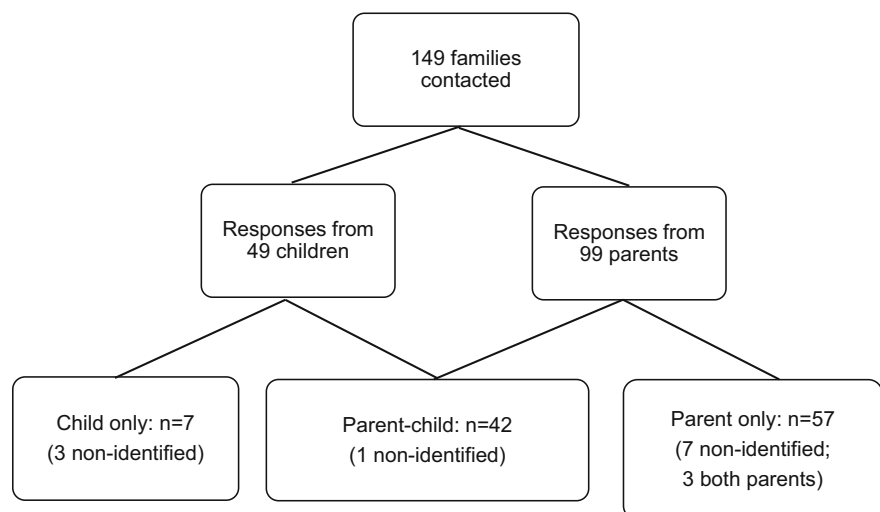 149 families
contacted
Responses from
49 children
Responses from
99 parents
Child only: n=7
(3 non-identified)
Parent-child: n=42
(1 non-identified)
Parent only: n=57
(7 non-identified;
3 both parents)